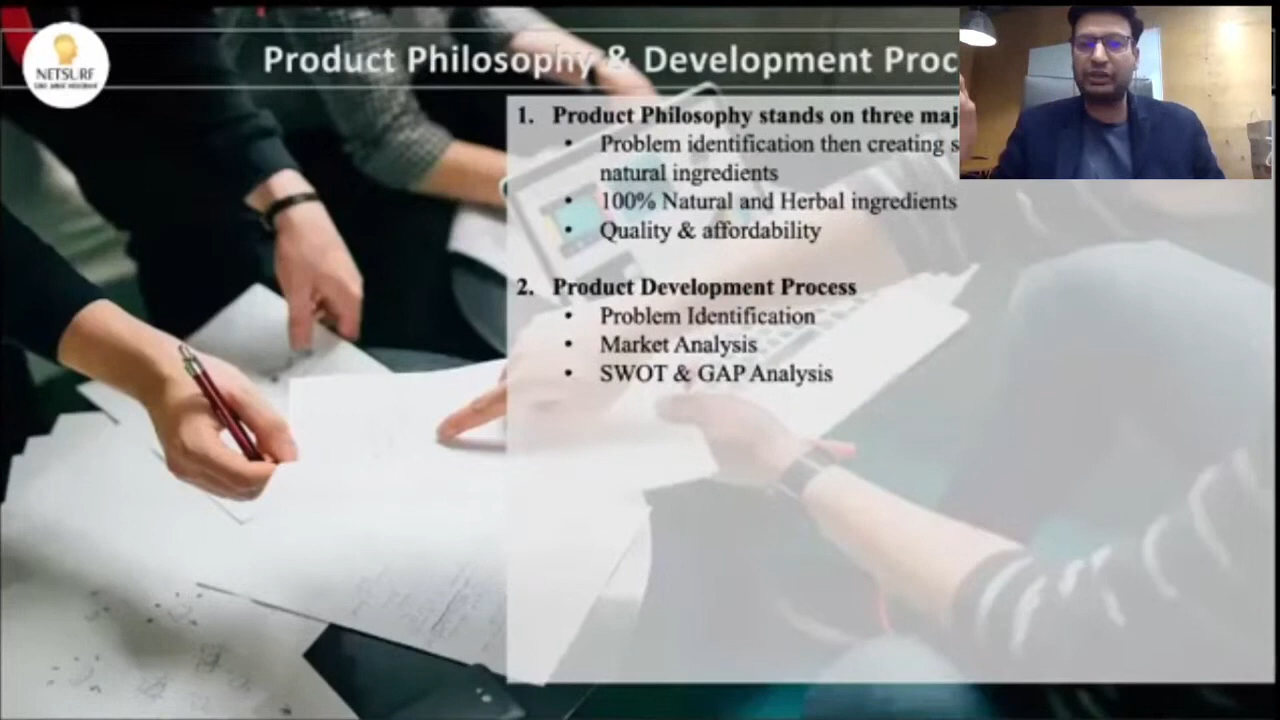 NETSURF
Product Philosophy & Development Proc
1. Product Philosophy stands on three maj
• Problem identification then creating s
natural ingredients
• 100% Natural and Herbal ingredients
• Quality & affordability
2. Product Development Process
• Problem Identification
• Market Analysis
• SWOT & GAP Analysis